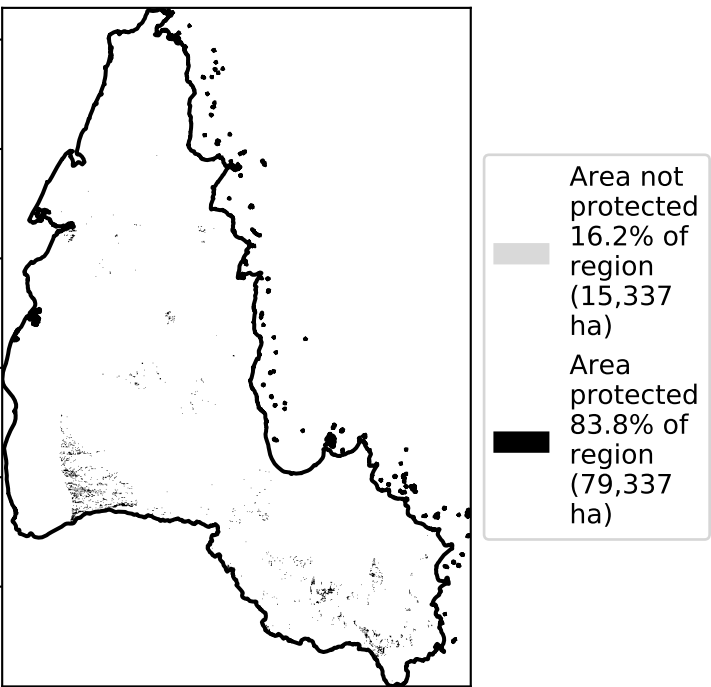 Area not
protected
16.2% of
region
(15,337
ha)
Area
protected
83.8% of
region
(79,337
ha)